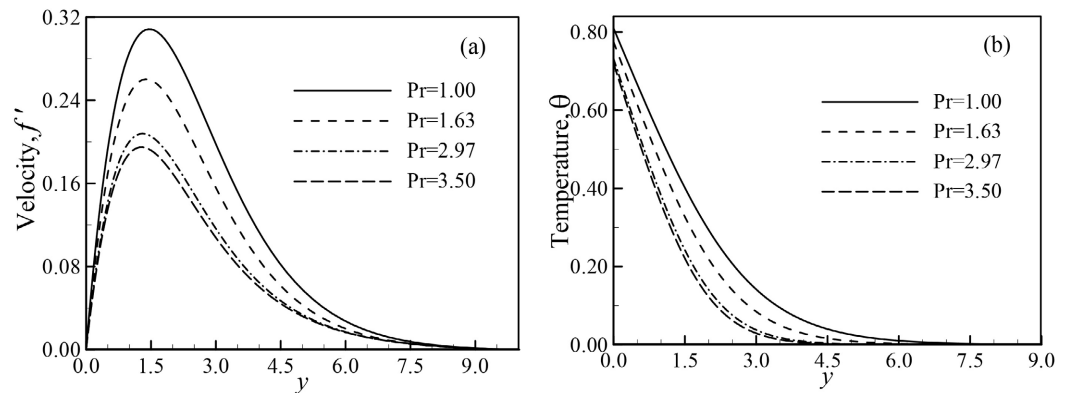 0.32
0.24
0.16
0.08
0.00
Velocity, f ′
(a)
Pr=1.00
Pr=1.63
Pr=2.97
Pr=3.50
0.0 1.5 3.0 4.5 6.0 7.5 9.0
y
0.80
0.60
0.40
0.20
0.00
Temperature, θ
(b)
Pr=1.00
Pr=1.63
Pr=2.97
Pr=3.50
0.0 1.5 3.0 4.5 6.0 7.5 9.0
y